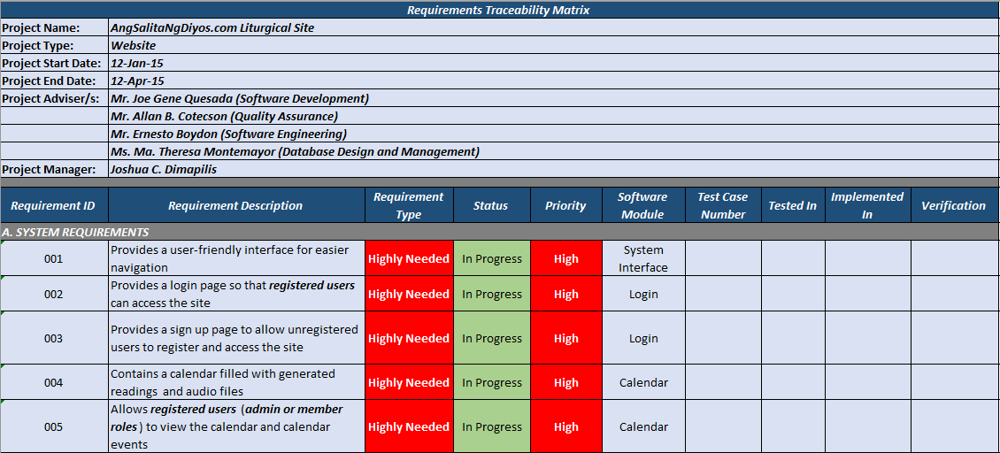 Requirements Traceability Matrix
Project Name: AngSalitaNgDiyos.com Liturgical Site
Project Type: Website
Project Start Date: 12-Jan-15
Project End Date: 12-Apr-15
Project Adviser/s: Mr. Joe Gene Quesada (Software Development)
Mr. Allan B. Cotecson (Quality Assurance)
Mr. Ernesto Boydon (Software Engineering)
Ms. Ma. Theresa Montemayor (Database Design and Management)
Project Manager: Joshua C. Dimapilis
Requirement ID
Requirement Description
Requirement
Type
Status
Priority
Software
Module
Test Case
Number
Tested In
Implemented
In
Verification
A. SYSTEM REQUIREMENTS
001
Provides a user-friendly interface for easier
navigation
Highly Needed
In Progress
High
System
Interface
002
Provides a login page so that registered users
can access the site
Highly Needed
In Progress
High
Login
003
Provides a sign up page to allow unregistered
users to register and access the site
Highly Needed
In Progress
High
Login
004
Contains a calendar filled with generated
readings and audio files
Highly Needed
In Progress
High
Calendar
005
Allows registered users (admin or member
roles) to view the calendar and calendar
events
Highly Needed
In Progress
High
Calendar